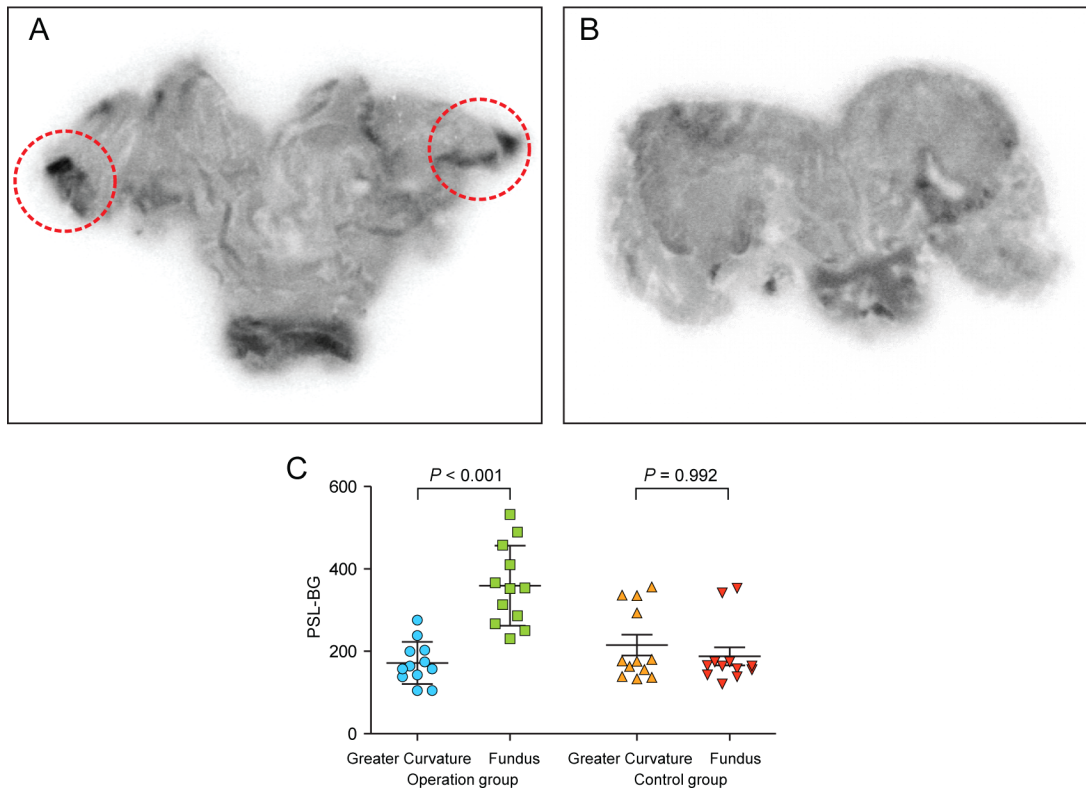 A
B
C
P < 0.001
P = 0.992
600
400
200
0
PSL-BG
Greater Curvature
Fundus
Greater Curvature
Fundus
Operation group
Control group